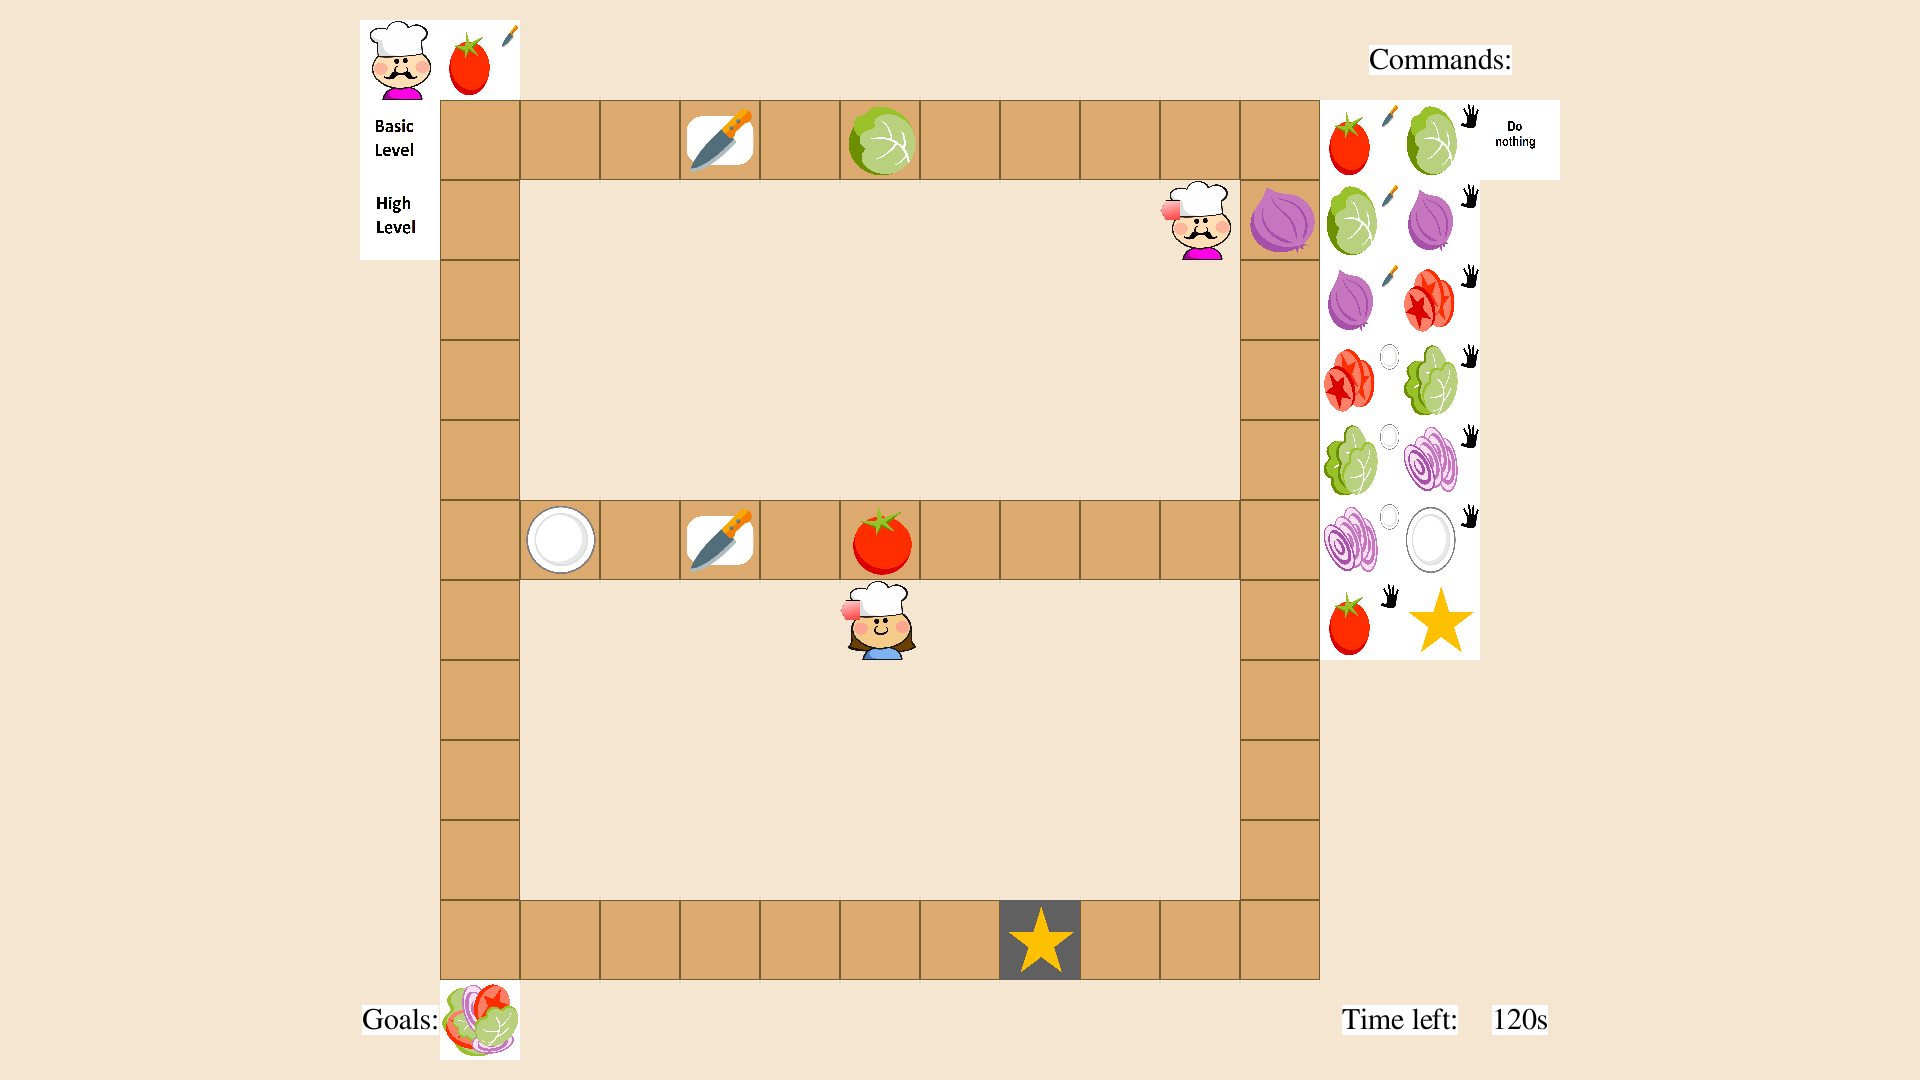 Commands:
Basic
Level
Do
nothing
High
Level
Goals:
Time left: 120s